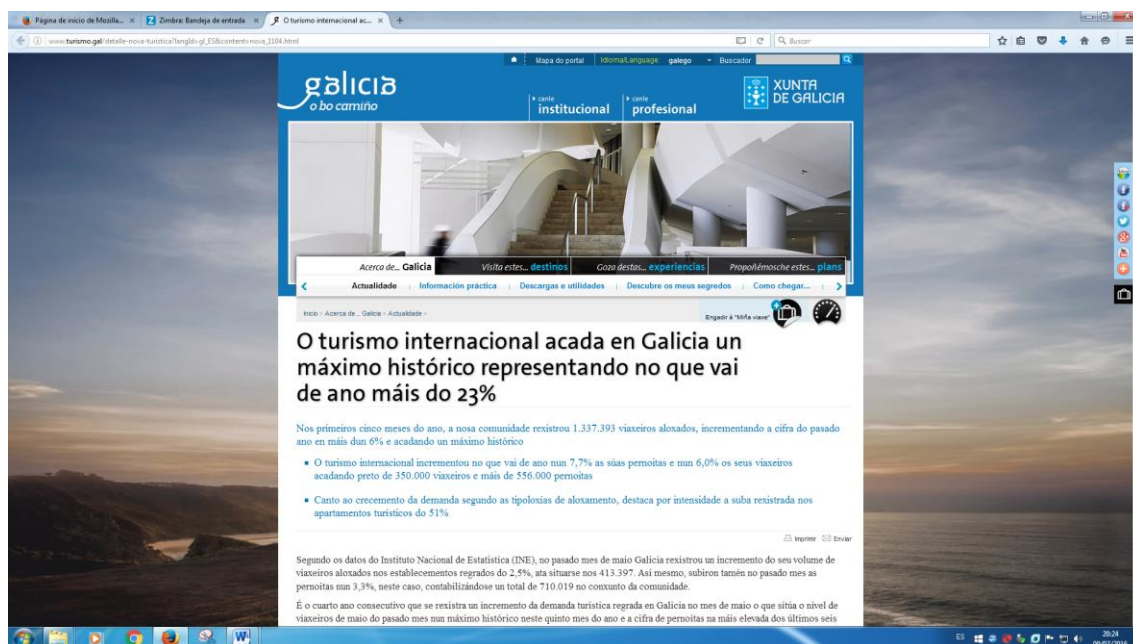 Página de inicio de Mozilla...
Zimbra: Bandeja de entrada
O turismo internacional ac...
www.turismo.gal/detalle-nova-turistica?langId=gl_ES&content=nova_1104.html
Buscar
Mapa do portal Idioma/Language: galego Buscador
galicia
o bo camiño
canle institucional
canle profesional
XUNTA
DE GALICIA
Acerca de... Galicia Visita estes... destinos Goza destas... experiencias Propoñémosche estes... plans
Actualidade Información práctica Descargas e utilidades Descubre os meus segredos Como chegar...
Inicio > Acerca de... Galicia > Actualidade >
Engadir á "Miña viaxe"
O turismo internacional acada en Galicia un
máximo histórico representando no que vai
de ano máis do 23%
Nos primeiros cinco meses do ano, a nosa comunidade rexistrou 1.337.393 viaxeiros aloxados, incrementando a cifra do pasado
ano en máis dun 6% e acadando un máximo histórico
O turismo internacional incrementou no que vai de ano nun 7,7% as súas pernoitas e nun 6,0% os seus viaxeiros
acadando preto de 350.000 viaxeiros e máis de 556.000 pernoitas
Canto ao crecemento da demanda segundo as tipoloxías de aloxamento, destaca por intensidade a suba rexistrada nos
apartamentos turísticos do 51%
Imprimir Enviar
Segundo os datos do Instituto Nacional de Estatística (INE), no pasado mes de maio Galicia rexistrou un incremento do seu volume de
viaxeiros aloxados nos establecementos regrados do 2,5%, ata situarse nos 413.397. Así mesmo, subiron tamén no pasado mes as
pernoitas nun 3,3%, neste caso, contabilizándose un total de 710.019 no conxunto da comunidade.
É o cuarto ano consecutivo que se rexistra un incremento da demanda turística regrada en Galicia no mes de maio o que sitúa o nivel de
viaxeiros de maio do pasado mes nun máximo histórico neste quinto mes do ano e a cifra de pernoitas na máis elevada dos últimos seis
ES
20:24
09/07/2016